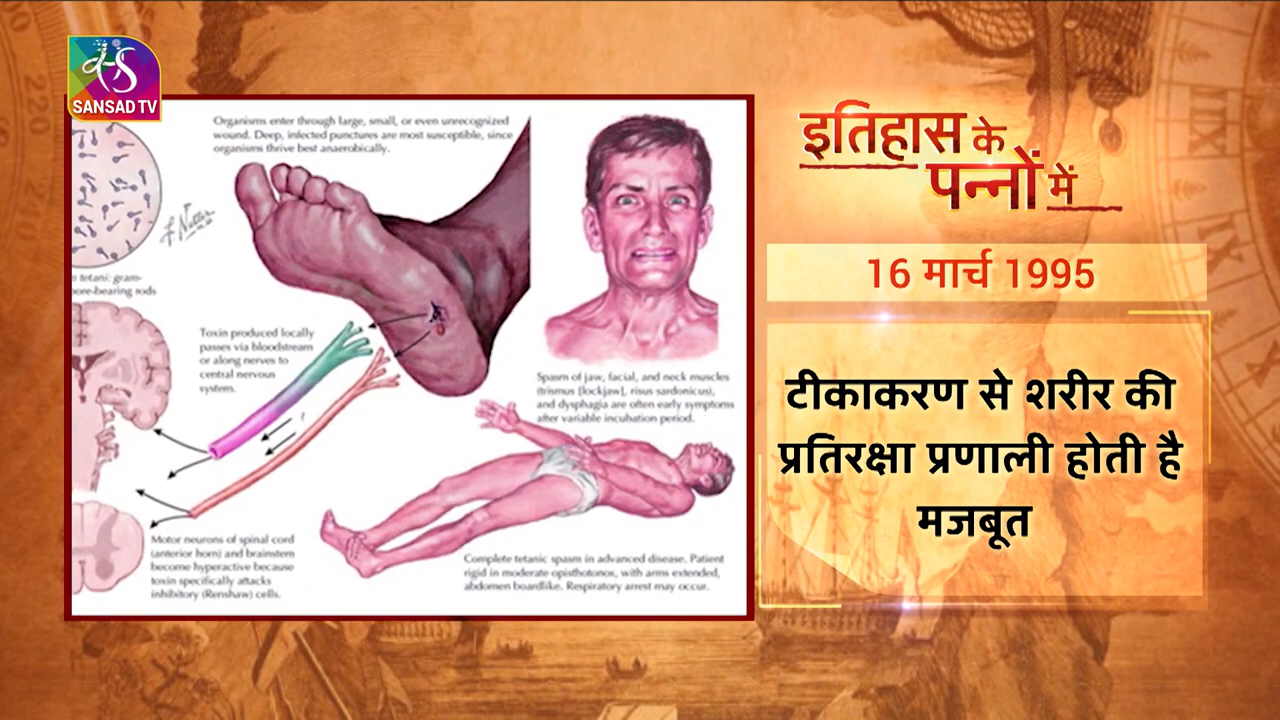 SANSAD TV
Organisms enter through large, small, or even unrecognized
wound. Deep, infected punctures are most susceptible, since
organisms thrive best anaerobically.
F. Netter
tetani: gram-
ore-bearing rods
Toxin produced locally
passes via bloodstream
or along nerves to
central nervous
system.
?
Spasm of jaw, facial, and neck muscles
(trismus [lockjaw], risus sardonicus),
and dysphagia are often early symptoms
after variable incubation period.
Motor neurons of spinal cord
(anterior horn) and brainstem
become hyperactive because
toxin specifically attacks
inhibitory (Renshaw) cells.
Complete tetanic spasm in advanced disease. Patient
rigid in moderate opisthotonos, with arms extended,
abdomen boardlike. Respiratory arrest may occur.
इतिहास के
पन्नों में
16 मार्च 1995
टीकाकरण से शरीर की
प्रतिरक्षा प्रणाली होती है
मजबूत
220